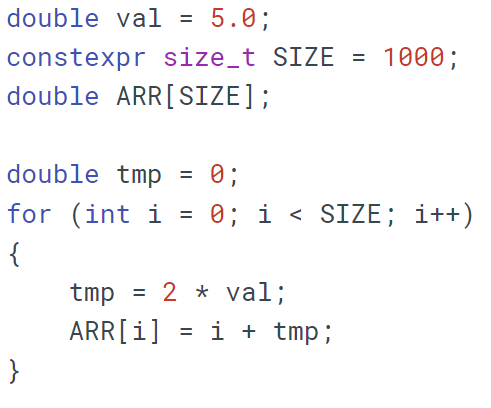 double val = 5.0;
constexpr size_t SIZE = 1000;
double ARR[SIZE];

double tmp = 0;
for (int i = 0; i < SIZE; i++)
{
    tmp = 2 * val;
    ARR[i] = i + tmp;
}